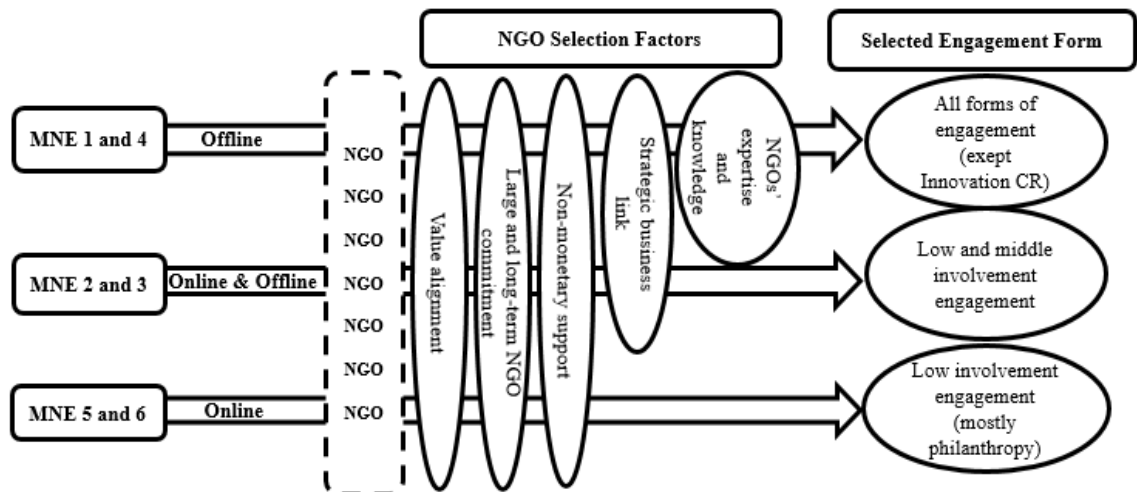 NGO Selection Factors
Selected Engagement Form
MNE 1 and 4
Offline
MNE 2 and 3
Online & Offline
MNE 5 and 6
Online
NGO
NGO
NGO
NGO
NGO
NGO
NGO
Value alignment
Large and long-term NGO
commitment
Non-monetary support
Strategic business
link
NGOs'
expertise
and
knowledge
All forms of
engagement
(exept
Innovation CR)
Low and middle
involvement
engagement
Low involvement
engagement
(mostly
philanthropy)